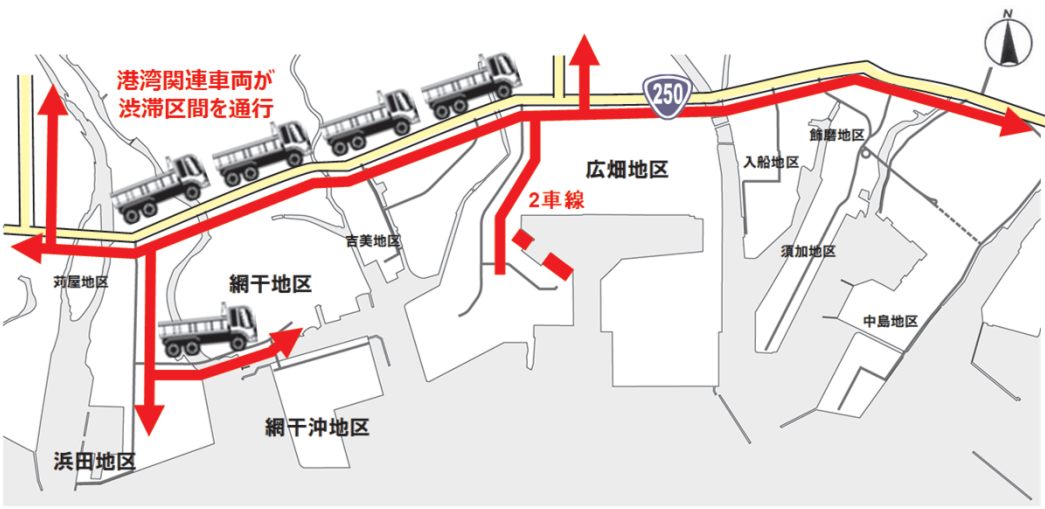 N
港湾関連車両が
渋滞区間を通行
250
飾磨地区
入船地区
広畑地区
2車線
吉美地区
須加地区
苅屋地区
網干地区
中島地区
網干沖地区
浜田地区